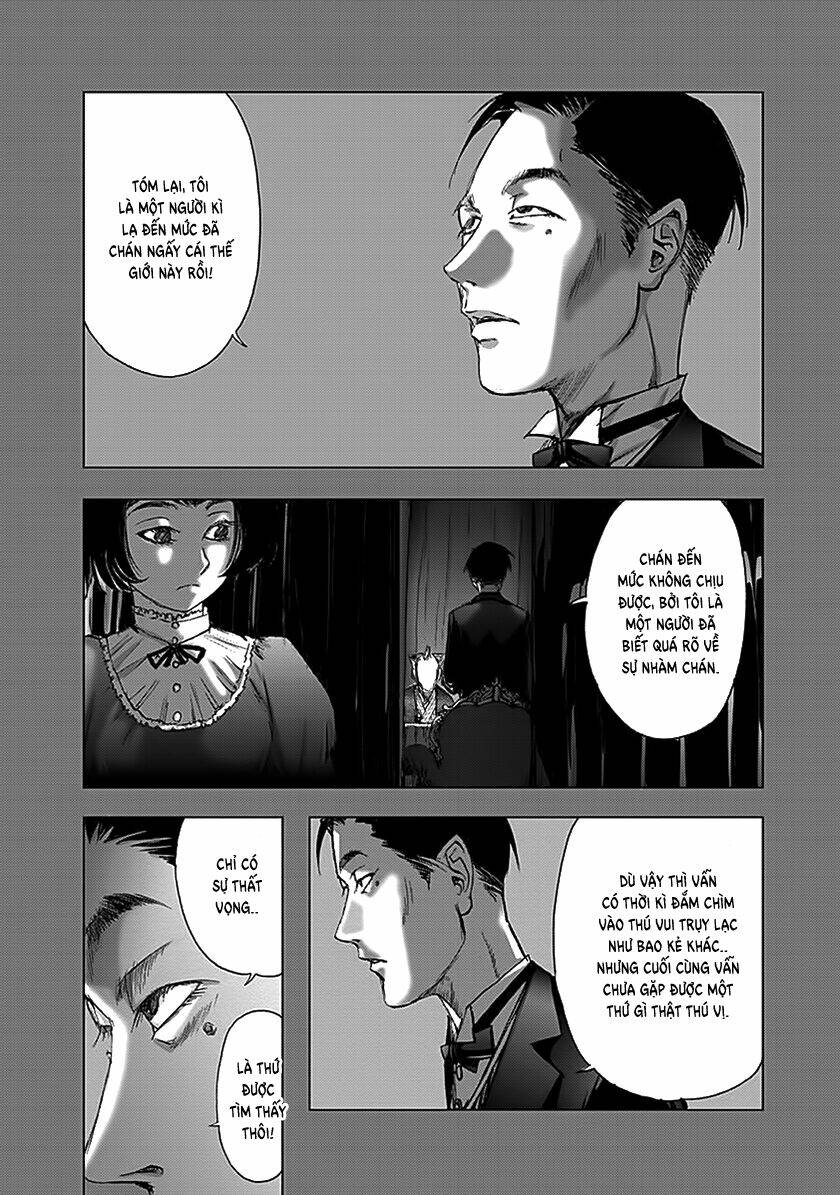 TÓM LẠI, TÔI
LÀ MỘT NGƯỜI KÌ
LẠ ĐẾN MỨC ĐÃ
CHÁN NGẤY CÁI THẾ
GIỚI NÀY RỒI!
CHÁN ĐẾN
MỨC KHÔNG CHỊU
ĐƯỢC, BỞI TÔI LÀ
MỘT NGƯỜI ĐÃ
BIẾT QUÁ RÕ VỀ
SỰ NHÀM CHÁN.
DÙ VẬY THÌ VẪN
CÓ THỜI KÌ ĐẮM CHÌM
VÀO THÚ VUI TRỤY LẠC
NHƯ BAO KẺ KHÁC..
NHƯNG CUỐI CÙNG VẪN
CHƯA GẶP ĐƯỢC MỘT
THỨ GÌ THẬT THÚ VỊ.
CHỈ CÓ
SỰ THẤT
VỌNG..
LÀ THỨ
ĐƯỢC
TÌM THẤY
THÔI!